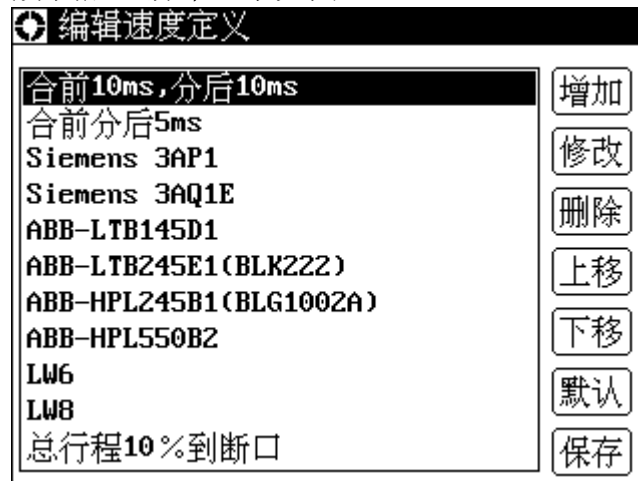 编辑速度定义
合前10ms,分后10ms
合前分后5ms
Siemens 3AP1
Siemens 3AQ1E
ABB-LTB145D1
ABB-LTB245E1(BLK222)
ABB-HPL245B1(BLG1002A)
ABB-HPL550B2
LW6
LW8
总行程10%到断口
增加
修改
删除
上移
下移
默认
保存